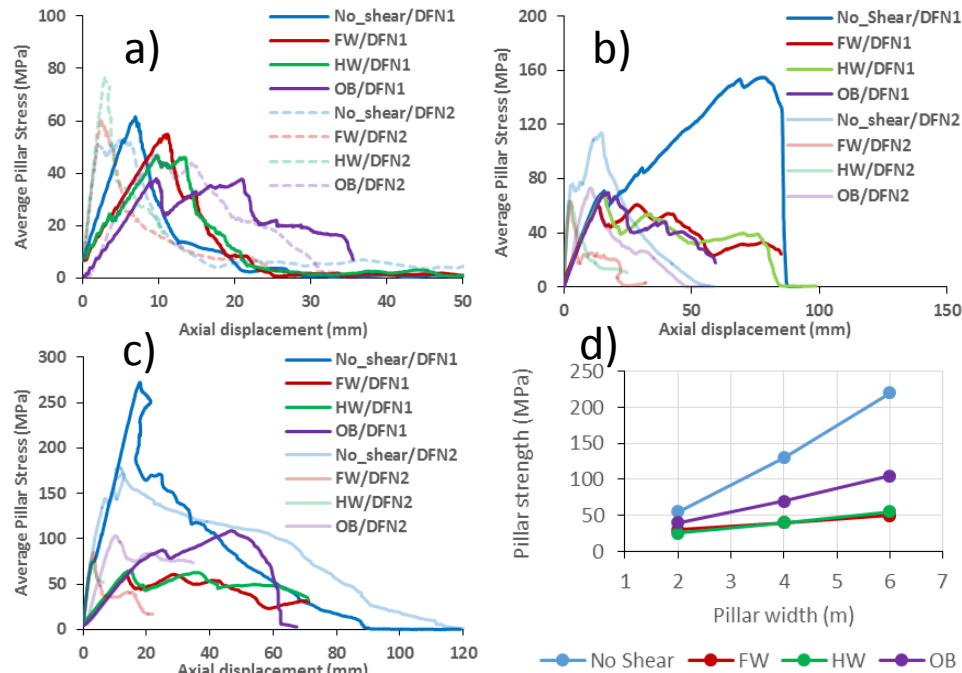 a)
Average Pillar Stress (MPa)
100
80
60
40
20
0
0 10 20 30 40 50
Axial displacement (mm)
No_shear/DFN1
FW/DFN1
HW/DFN1
OB/DFN1
No_shear/DFN2
FW/DFN2
HW/DFN2
OB/DFN2
b)
Average Pillar Stress (MPa)
200
160
120
80
40
0
0 50 100 150
Axial displacement (mm)
No_Shear/DFN1
FW/DFN1
HW/DFN1
OB/DFN1
No_shear/DFN2
FW/DFN2
HW/DFN2
OB/DFN2
c)
Average Pillar Stress (MPa)
300
250
200
150
100
50
0
0 20 40 60 80 100 120
Axial displacement (mm)
No_shear/DFN1
FW/DFN1
HW/DFN1
OB/DFN1
No_shear/DFN2
FW/DFN2
HW/DFN2
OB/DFN2
d)
Pillar strength (MPa)
250
200
150
100
50
0
1 2 3 4 5 6 7
Pillar width (m)
No Shear FW HW OB